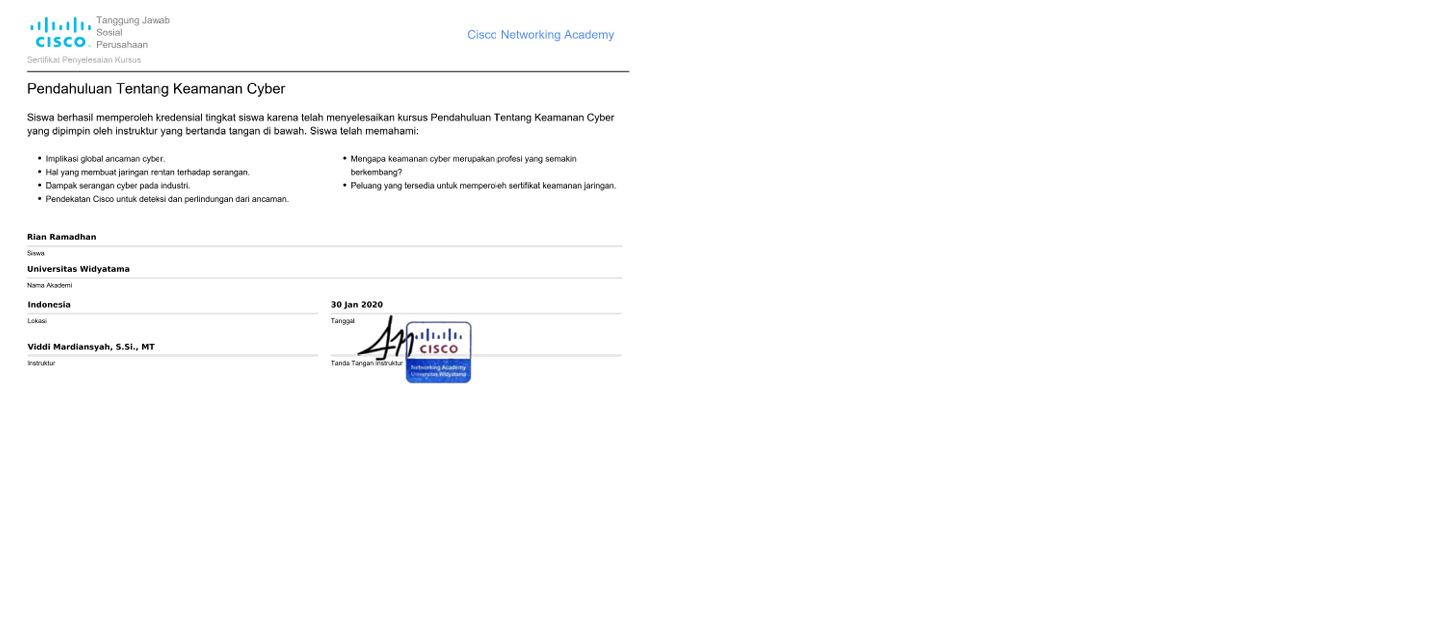 CISCO
Tanggung Jawab
Sosial
Perusahaan
Cisco Networking Academy
Sertifikat Penyelesaian Kursus
Pendahuluan Tentang Keamanan Cyber
Siswa berhasil memperoleh kredensial tingkat siswa karena telah menyelesaikan kursus Pendahuluan Tentang Keamanan Cyber
yang dipimpin oleh instruktur yang bertanda tangan di bawah. Siswa telah memahami:
• Implikasi global ancaman cyber.
• Hal yang membuat jaringan rentan terhadap serangan.
• Dampak serangan cyber pada industri.
• Pendekatan Cisco untuk deteksi dan perlindungan dari ancaman.
• Mengapa keamanan cyber merupakan profesi yang semakin
berkembang?
• Peluang yang tersedia untuk memperoleh sertifikat keamanan jaringan.
Rian Ramadhan
Siswa
Universitas Widyatama
Nama Akademi
Indonesia
Lokasi
30 Jan 2020
Tanggal
Viddi Mardiansyah, S.Si., MT
Instruktur
Tanda Tangan Instruktur
CISCO
Networking Academy
Universitas Widyatama